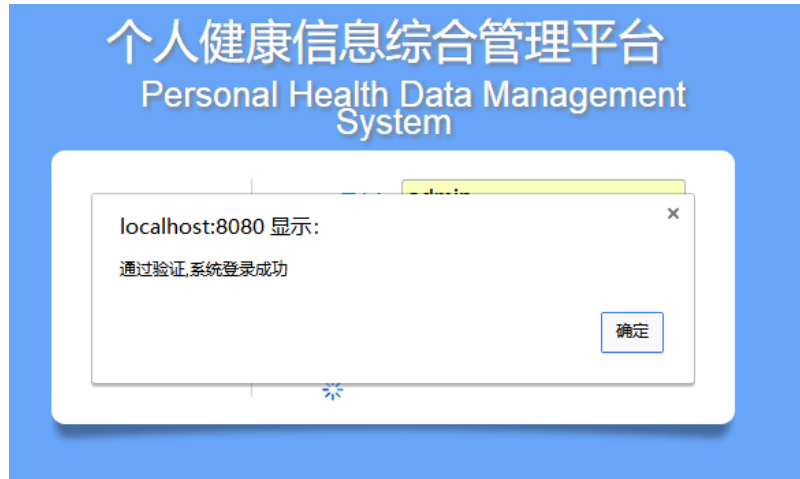 个人健康信息综合管理平台
Personal Health Data Management
System
admin
localhost:8080 显示：
通过验证,系统登录成功
确定